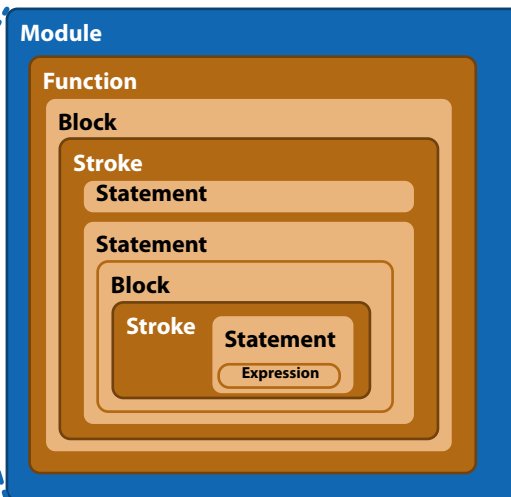 Module
Function
Block
Stroke
Statement
Statement
Block
Stroke
Statement
Expression